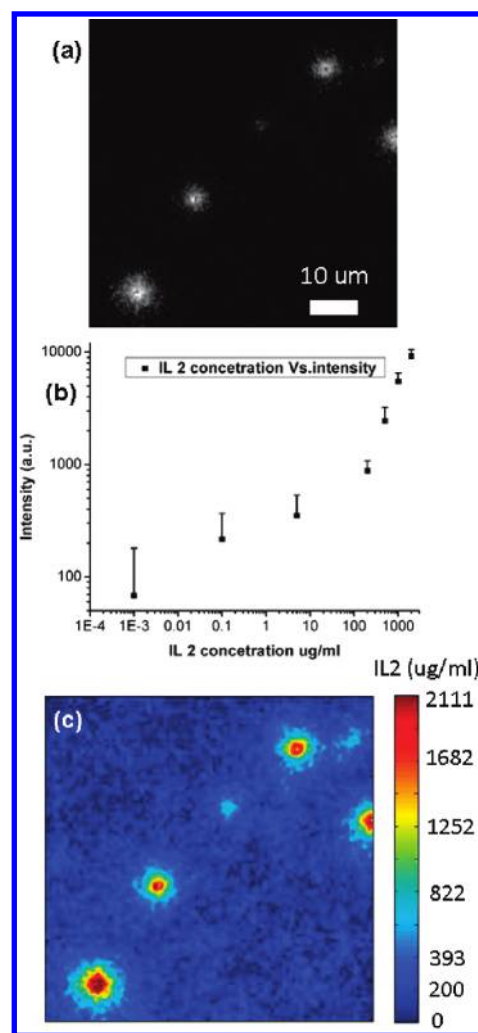 (a)
10 um
(b)
IL 2 concetration Vs.intensity
10000
1000
100
Intensity (a.u.)
1E-4 1E-3 0.01 0.1 1 10 100 1000
IL 2 concetration ug/ml
IL2 (ug/ml)
(c)
2111
1682
1252
822
393
200
0